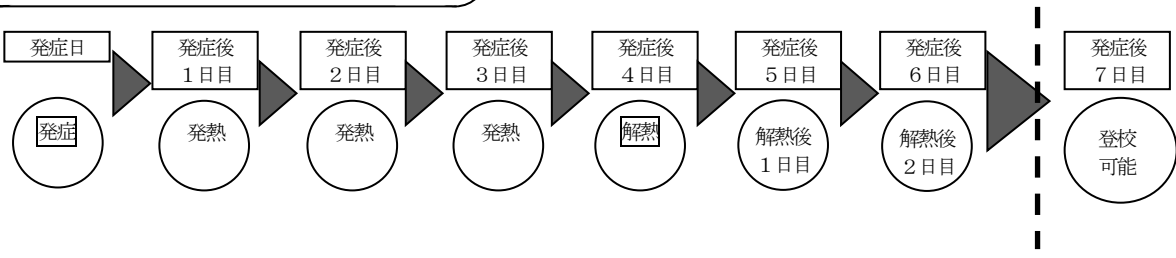 発症日
発症後
1日目
発症後
2日目
発症後
3日目
発症後
4日目
発症後
5日目
発症後
6日目
発症後
7日目
発症
発熱
発熱
発熱
解熱
解熱後
1日目
解熱後
2日目
登校
可能